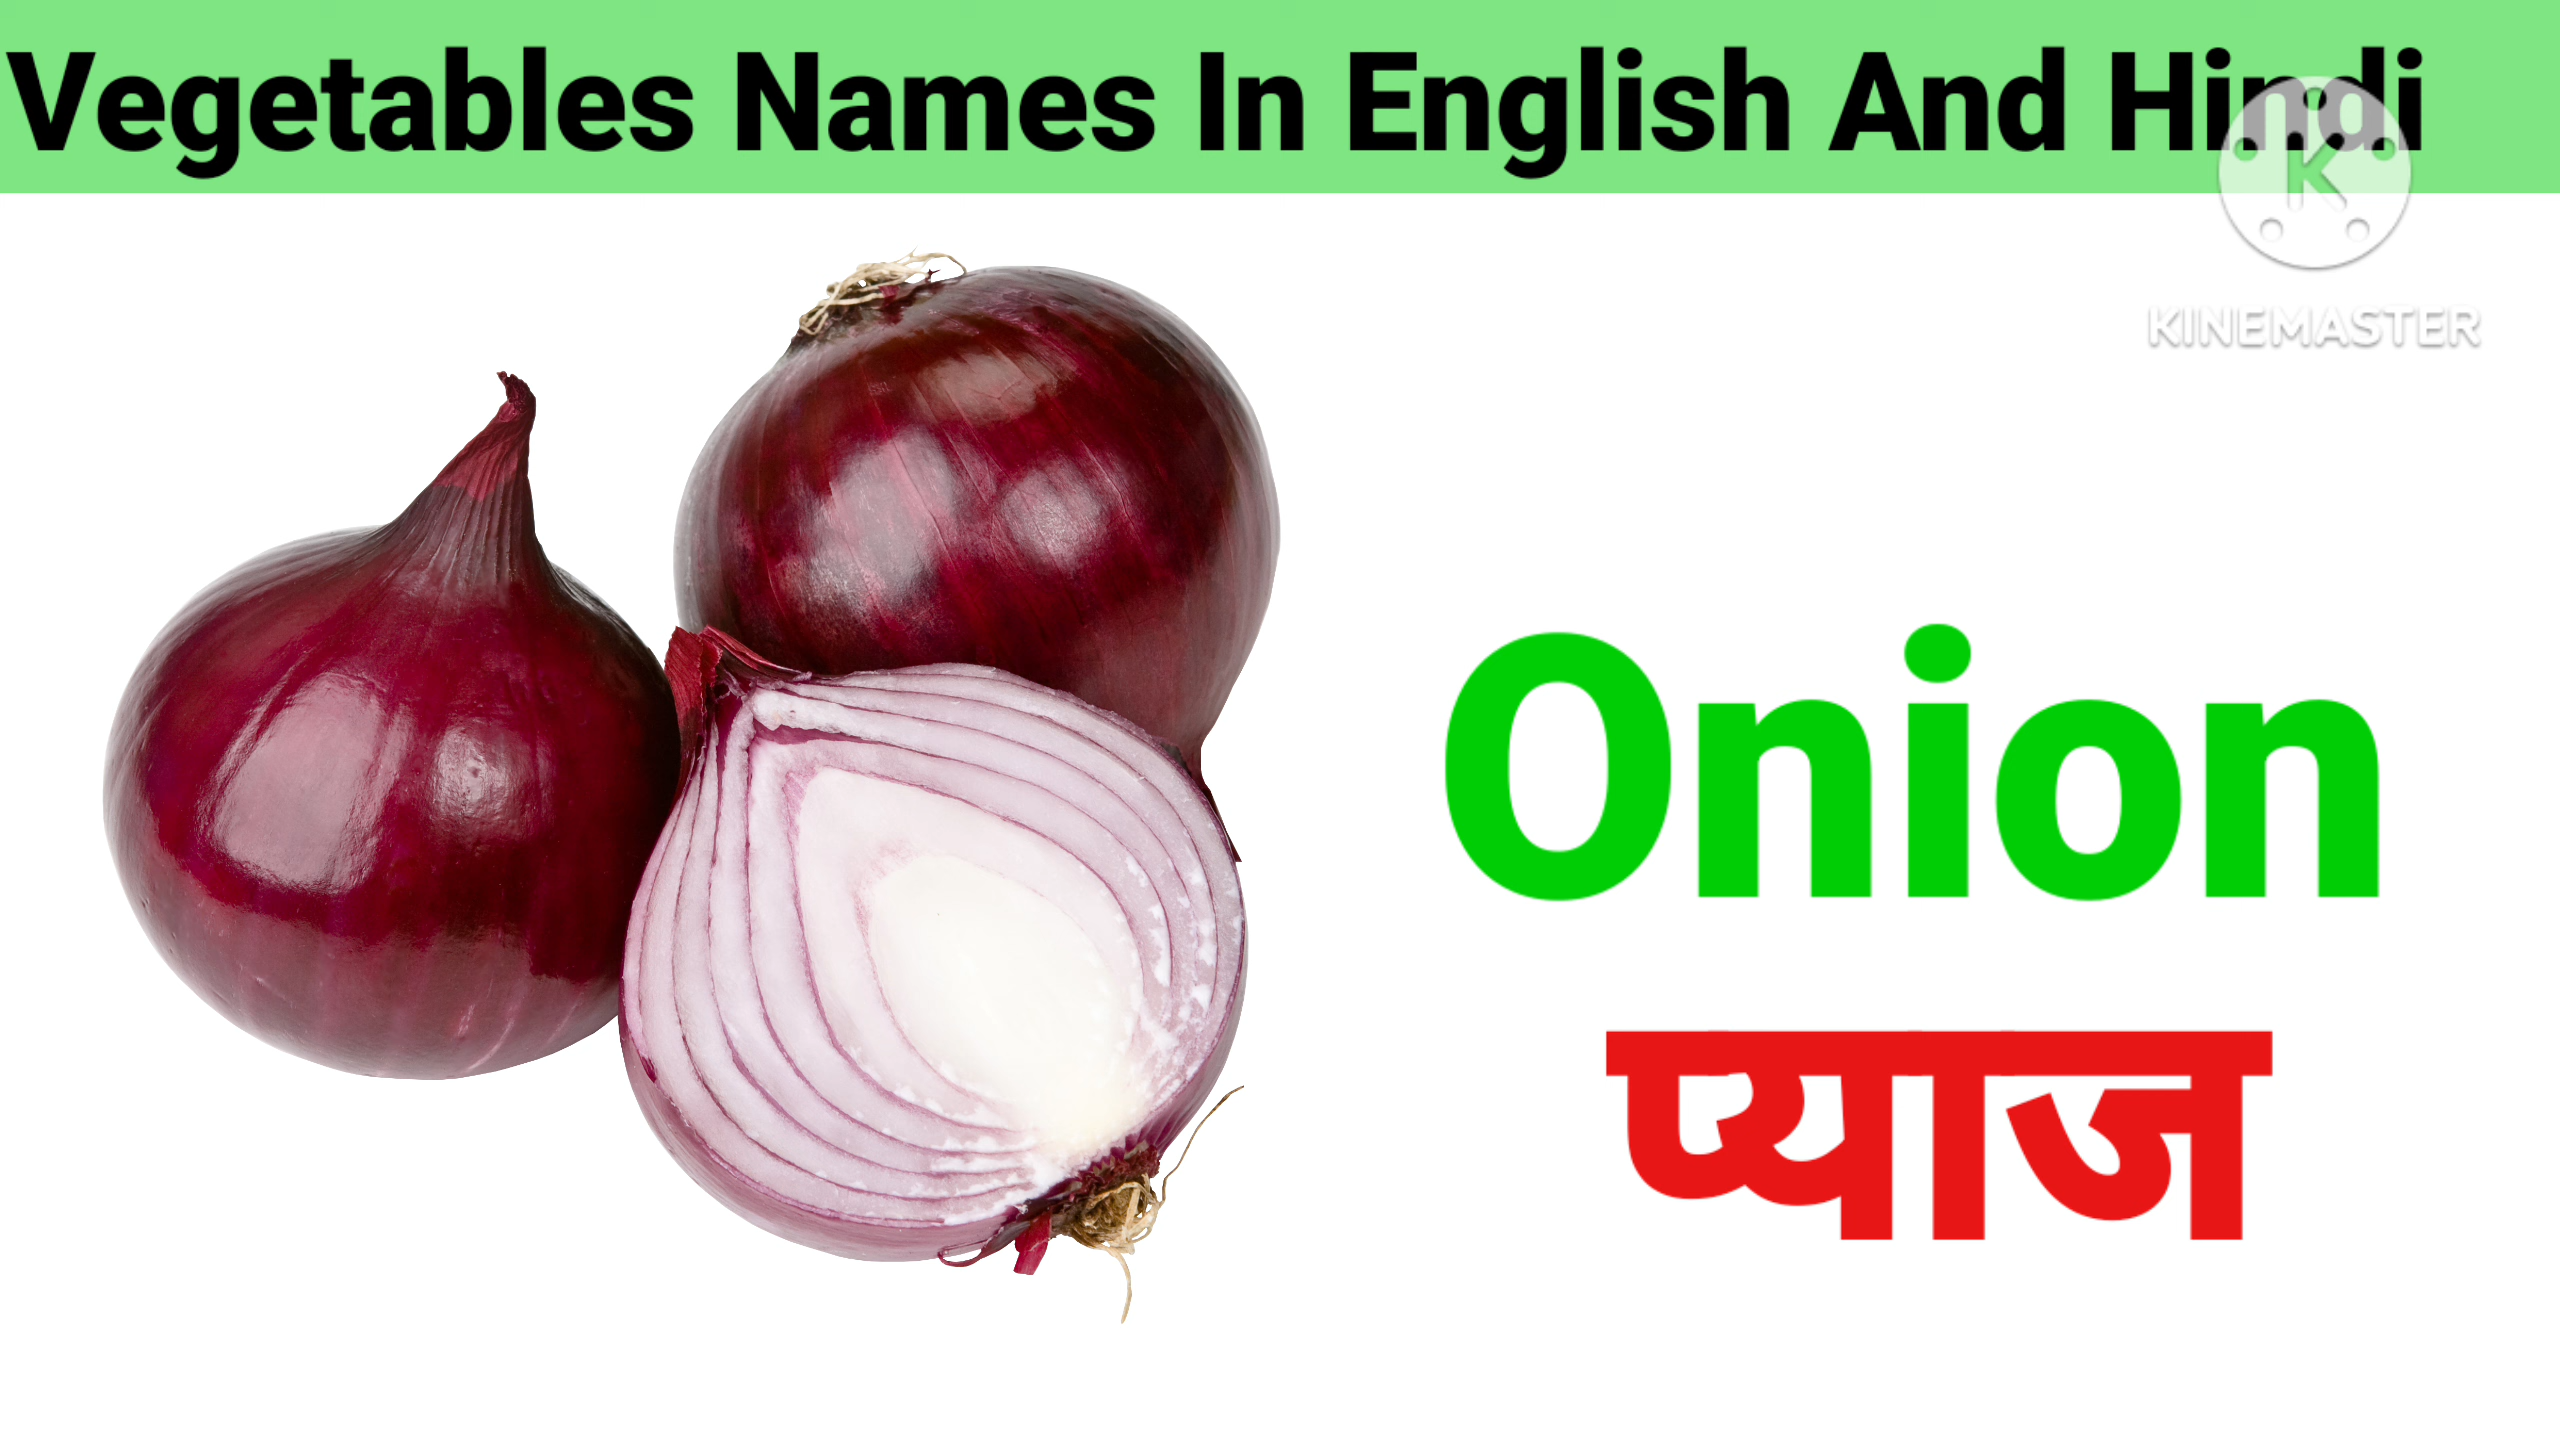 Vegetables Names In English And Hindi
K
KINEMASTER
Onion
प्याज